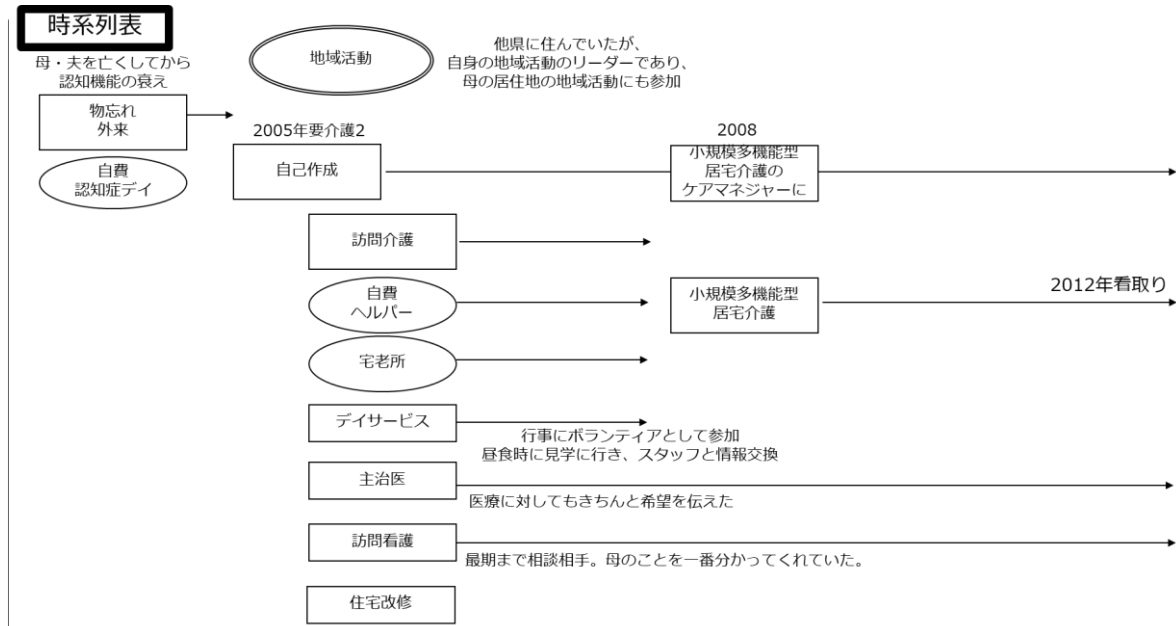 時系列表
母・夫を亡くしてから
認知機能の衰え
地域活動
他県に住んでいたが、
自身の地域活動のリーダーであり、
母の居住地の地域活動にも参加
物忘れ
外来
自費
認知症デイ
2005年要介護2
自己作成
2008
小規模多機能型
居宅介護の
ケアマネジャーに
訪問介護
自費
ヘルパー
小規模多機能型
居宅介護
2012年看取り
宅老所
デイサービス
行事にボランティアとして参加
昼食時に見学に行き、スタッフと情報交換
主治医
医療に対してもきちんと希望を伝えた
訪問看護
最期まで相談相手。母のことを一番分かってくれていた。
住宅改修